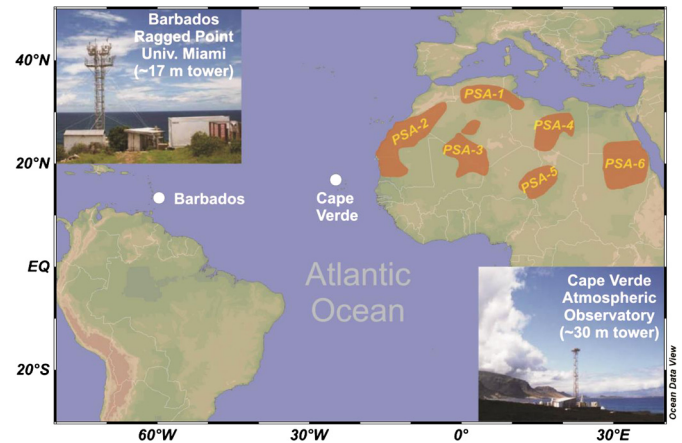 Barbados
Ragged Point
Univ. Miami
(~17 m tower)
40°N
20°N
EQ
20°S
PSA-1
PSA-2
PSA-3
PSA-4
PSA-5
PSA-6
Barbados
Cape
Verde
Atlantic
Ocean
Cape Verde
Atmospheric
Observatory
(~30 m tower)
60°W
30°W
0°
30°E
Ocean Data View